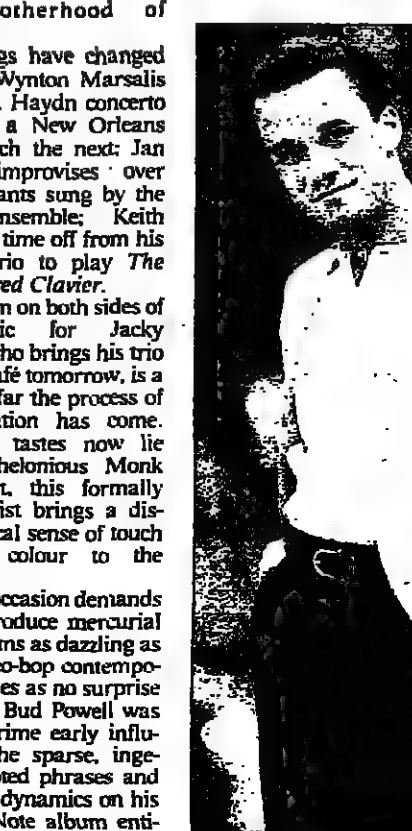 otherhood of
gs have changed
Wynton Marsalis
. Haydn concerto
a New Orleans
ch the next: Jan
improvises over
ants sung by the
nsemble; Keith
time off from his
rio to play The
red Clavier.
n on both sides of
ic for Jacky
ho brings his trio
afé tomorrow, is a
far the process of
tion has come.
tastes now lie
helonious Monk
t, this formally
ist brings a dis-
cal sense of touch
colour to the
ccasion demands
roduce mercurial
ms as dazzling as
eo-bop contempo-
es as no surprise
Bud Powell was
rime early influ-
he sparse, inge-
oted phrases and
dynamics on his
Note album enti-